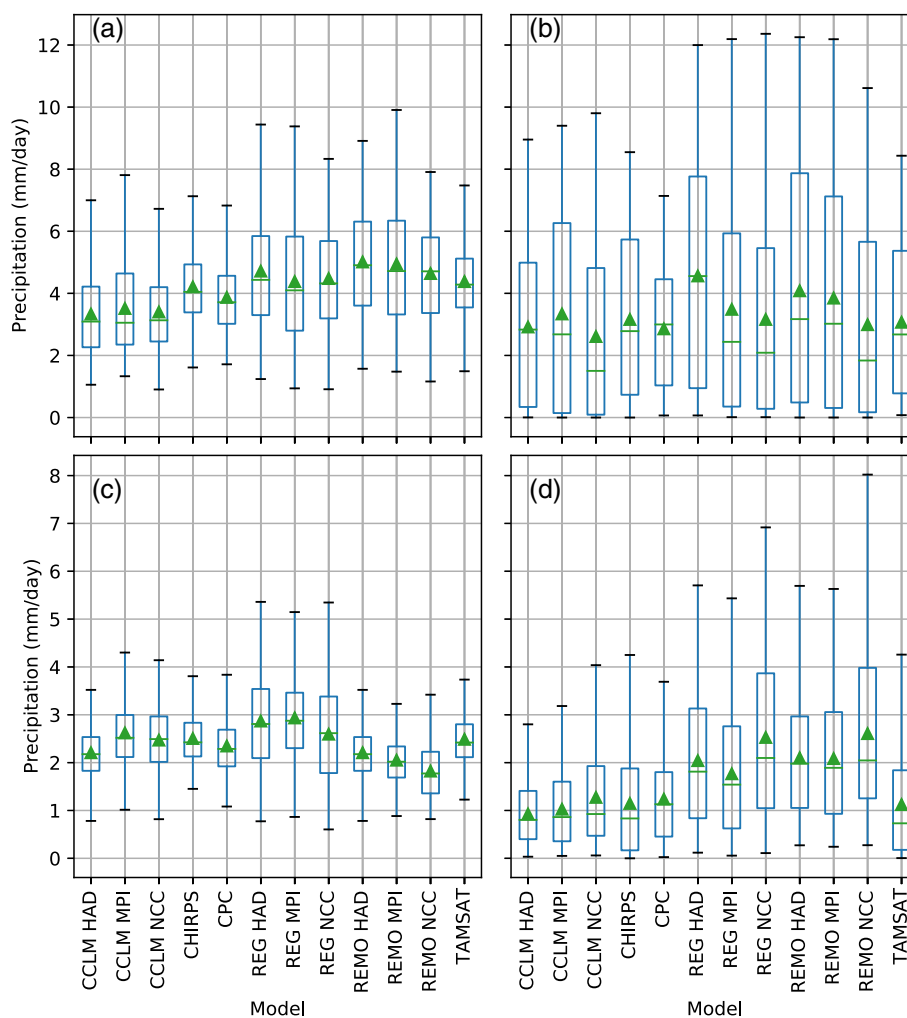 (a)
(b)
Precipitation (mm/day)
12
10
8
6
4
2
0
(c)
(d)
Precipitation (mm/day)
8
7
6
5
4
3
2
1
0
CCLM HAD
CCLM MPI
CCLM NCC
CHIRPS
CPC
REG HAD
REG MPI
REG NCC
REMO HAD
REMO MPI
REMO NCC
TAMSAT
CCLM HAD
CCLM MPI
CCLM NCC
CHIRPS
CPC
REG HAD
REG MPI
REG NCC
REMO HAD
REMO MPI
REMO NCC
TAMSAT
Model
Model